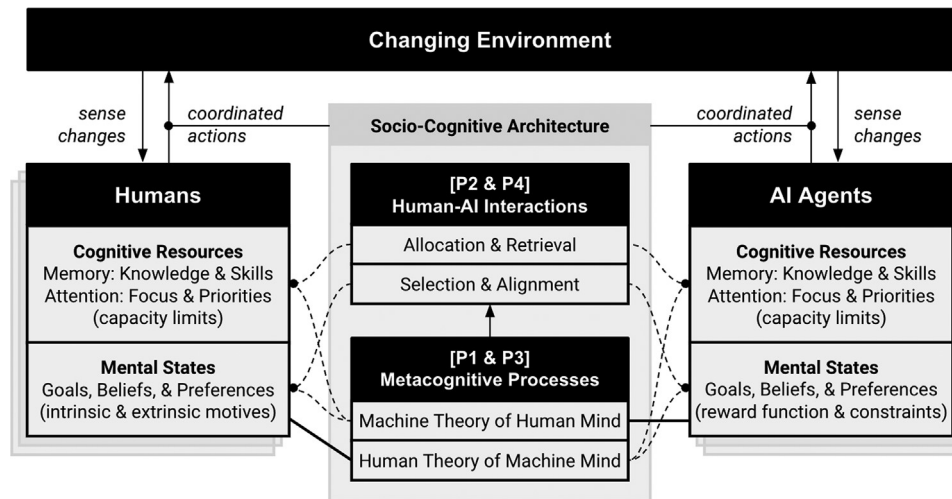 Changing Environment
sense
changes
coordinated
actions
Socio-Cognitive Architecture
coordinated
actions
sense
changes
Humans
Cognitive Resources
Memory: Knowledge & Skills
Attention: Focus & Priorities
(capacity limits)
Mental States
Goals, Beliefs, & Preferences
(intrinsic & extrinsic motives)
[P2 & P4]
Human-AI Interactions
Allocation & Retrieval
Selection & Alignment
[P1 & P3]
Metacognitive Processes
Machine Theory of Human Mind
Human Theory of Machine Mind
AI Agents
Cognitive Resources
Memory: Knowledge & Skills
Attention: Focus & Priorities
(capacity limits)
Mental States
Goals, Beliefs, & Preferences
(reward function & constraints)